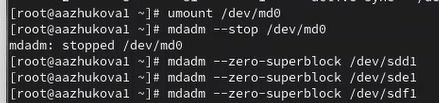 [root@aazhukova1 ~]# umount /dev/md0
[root@aazhukova1 ~]# mdadm --stop /dev/md0
mdadm: stopped /dev/md0
[root@aazhukova1 ~]# mdadm --zero-superblock /dev/sdd1
[root@aazhukova1 ~]# mdadm --zero-superblock /dev/sde1
[root@aazhukova1 ~]# mdadm --zero-superblock /dev/sdf1